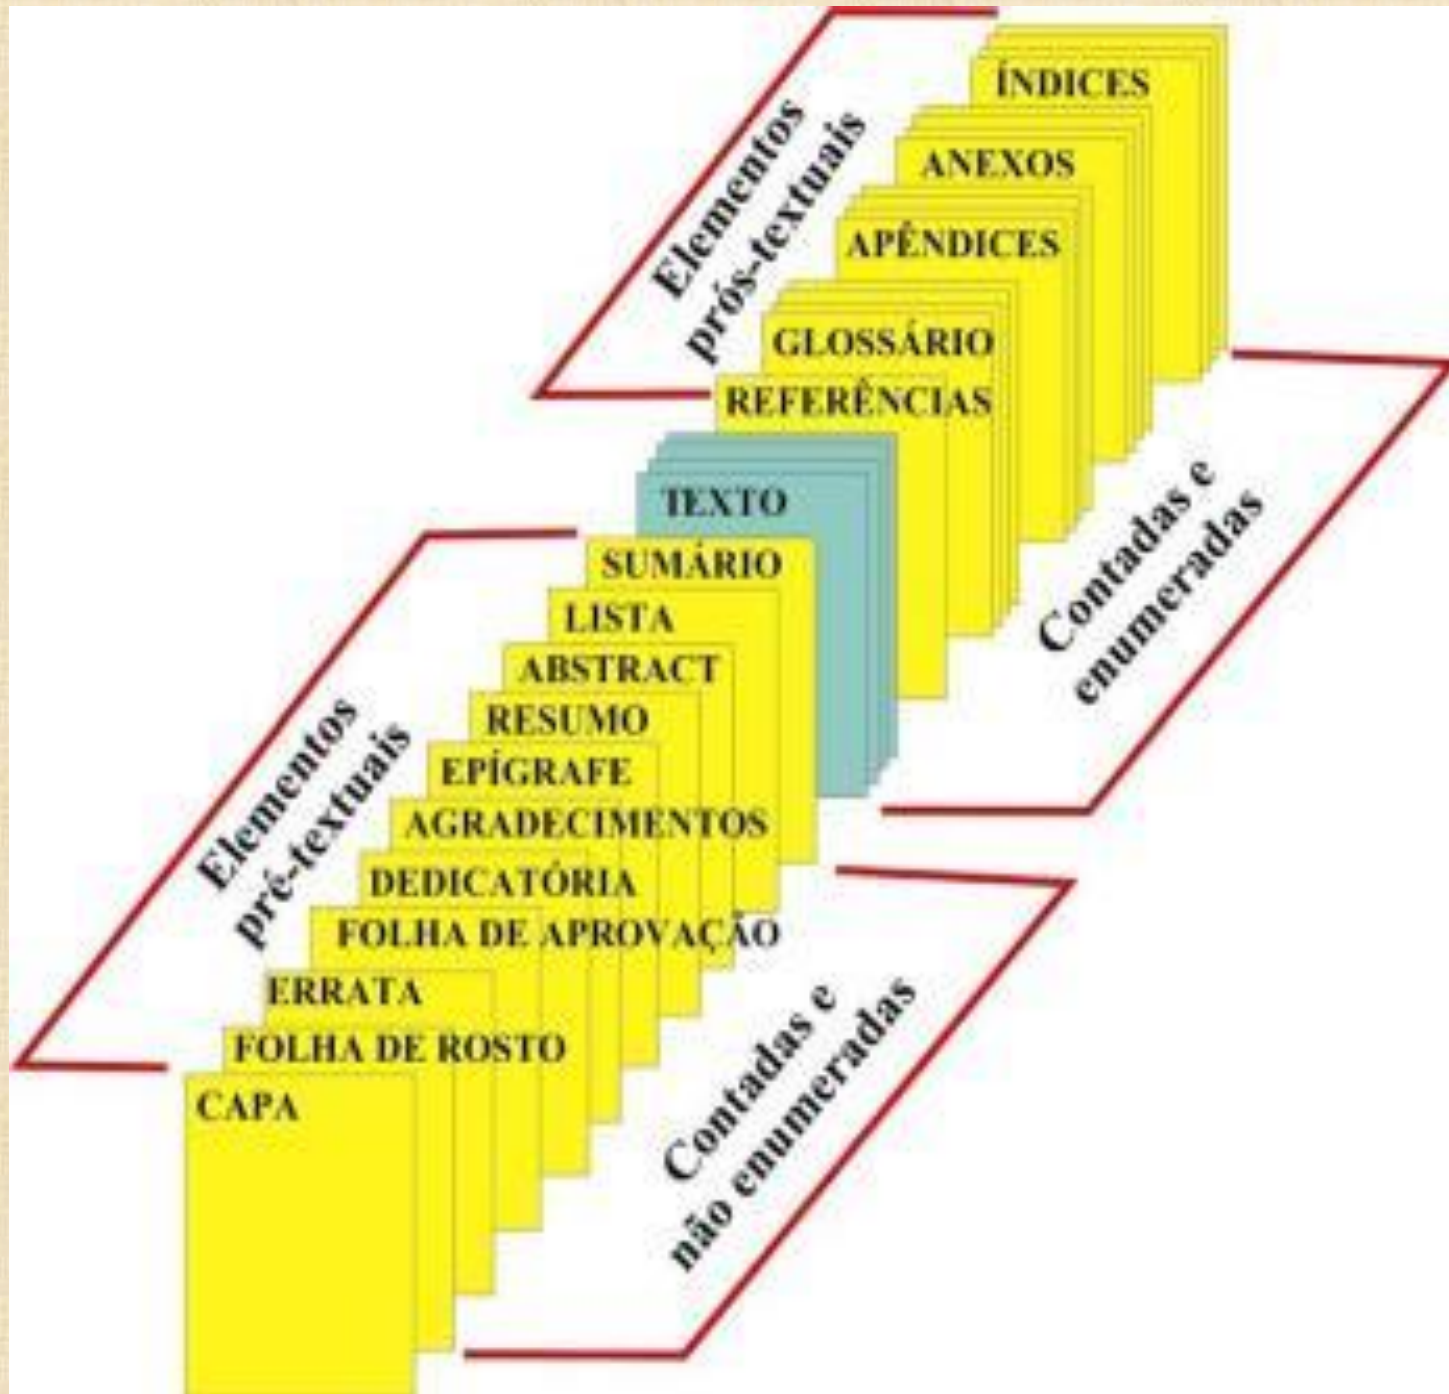 ÍNDICES
ANEXOS
APÊNDICES
GLOSSÁRIO
REFERÊNCIAS
Elementos
prós-textuais
TEXTO
Contadas e
enumeradas
SUMÁRIO
LISTA
ABSTRACT
RESUMO
EPÍGRAFE
AGRADECIMENTOS
DEDICATÓRIA
FOLHA DE APROVAÇÃO
ERRATA
FOLHA DE ROSTO
CAPA
Elementos
pré-textuais
Contadas e
não enumeradas